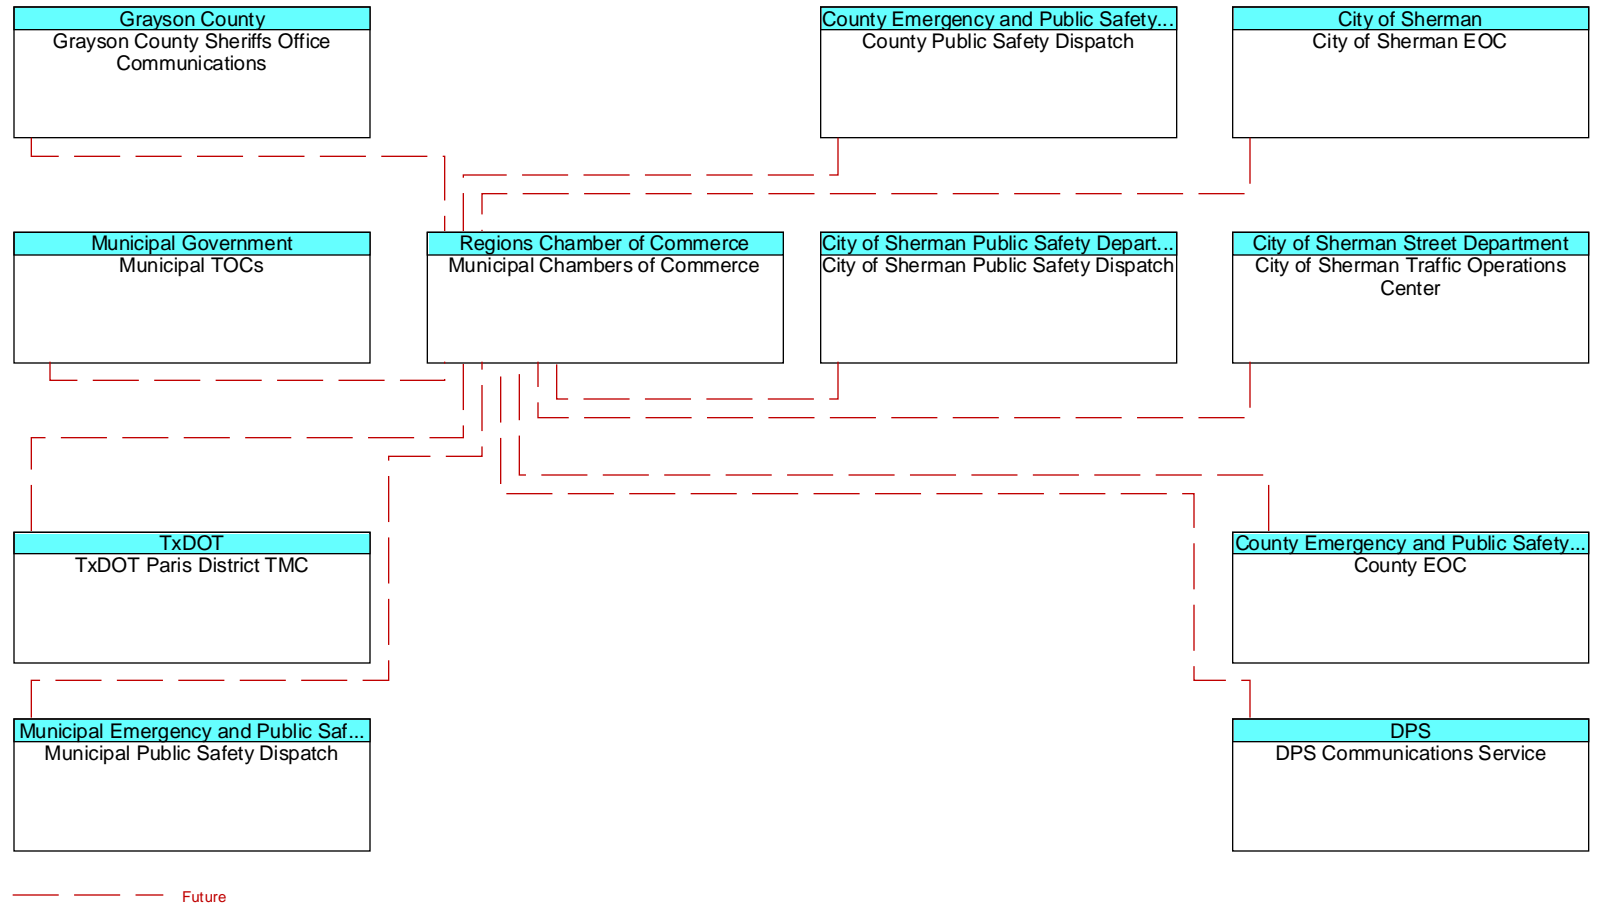 Grayson County
Grayson County Sheriffs Office
Communications
County Emergency and Public Safety...
County Public Safety Dispatch
City of Sherman
City of Sherman EOC
Municipal Government
Municipal TOCs
Regions Chamber of Commerce
Municipal Chambers of Commerce
City of Sherman Public Safety Depart...
City of Sherman Public Safety Dispatch
City of Sherman Street Department
City of Sherman Traffic Operations
Center
TxDOT
TxDOT Paris District TMC
County Emergency and Public Safety...
County EOC
Municipal Emergency and Public Saf...
Municipal Public Safety Dispatch
DPS
DPS Communications Service
Future